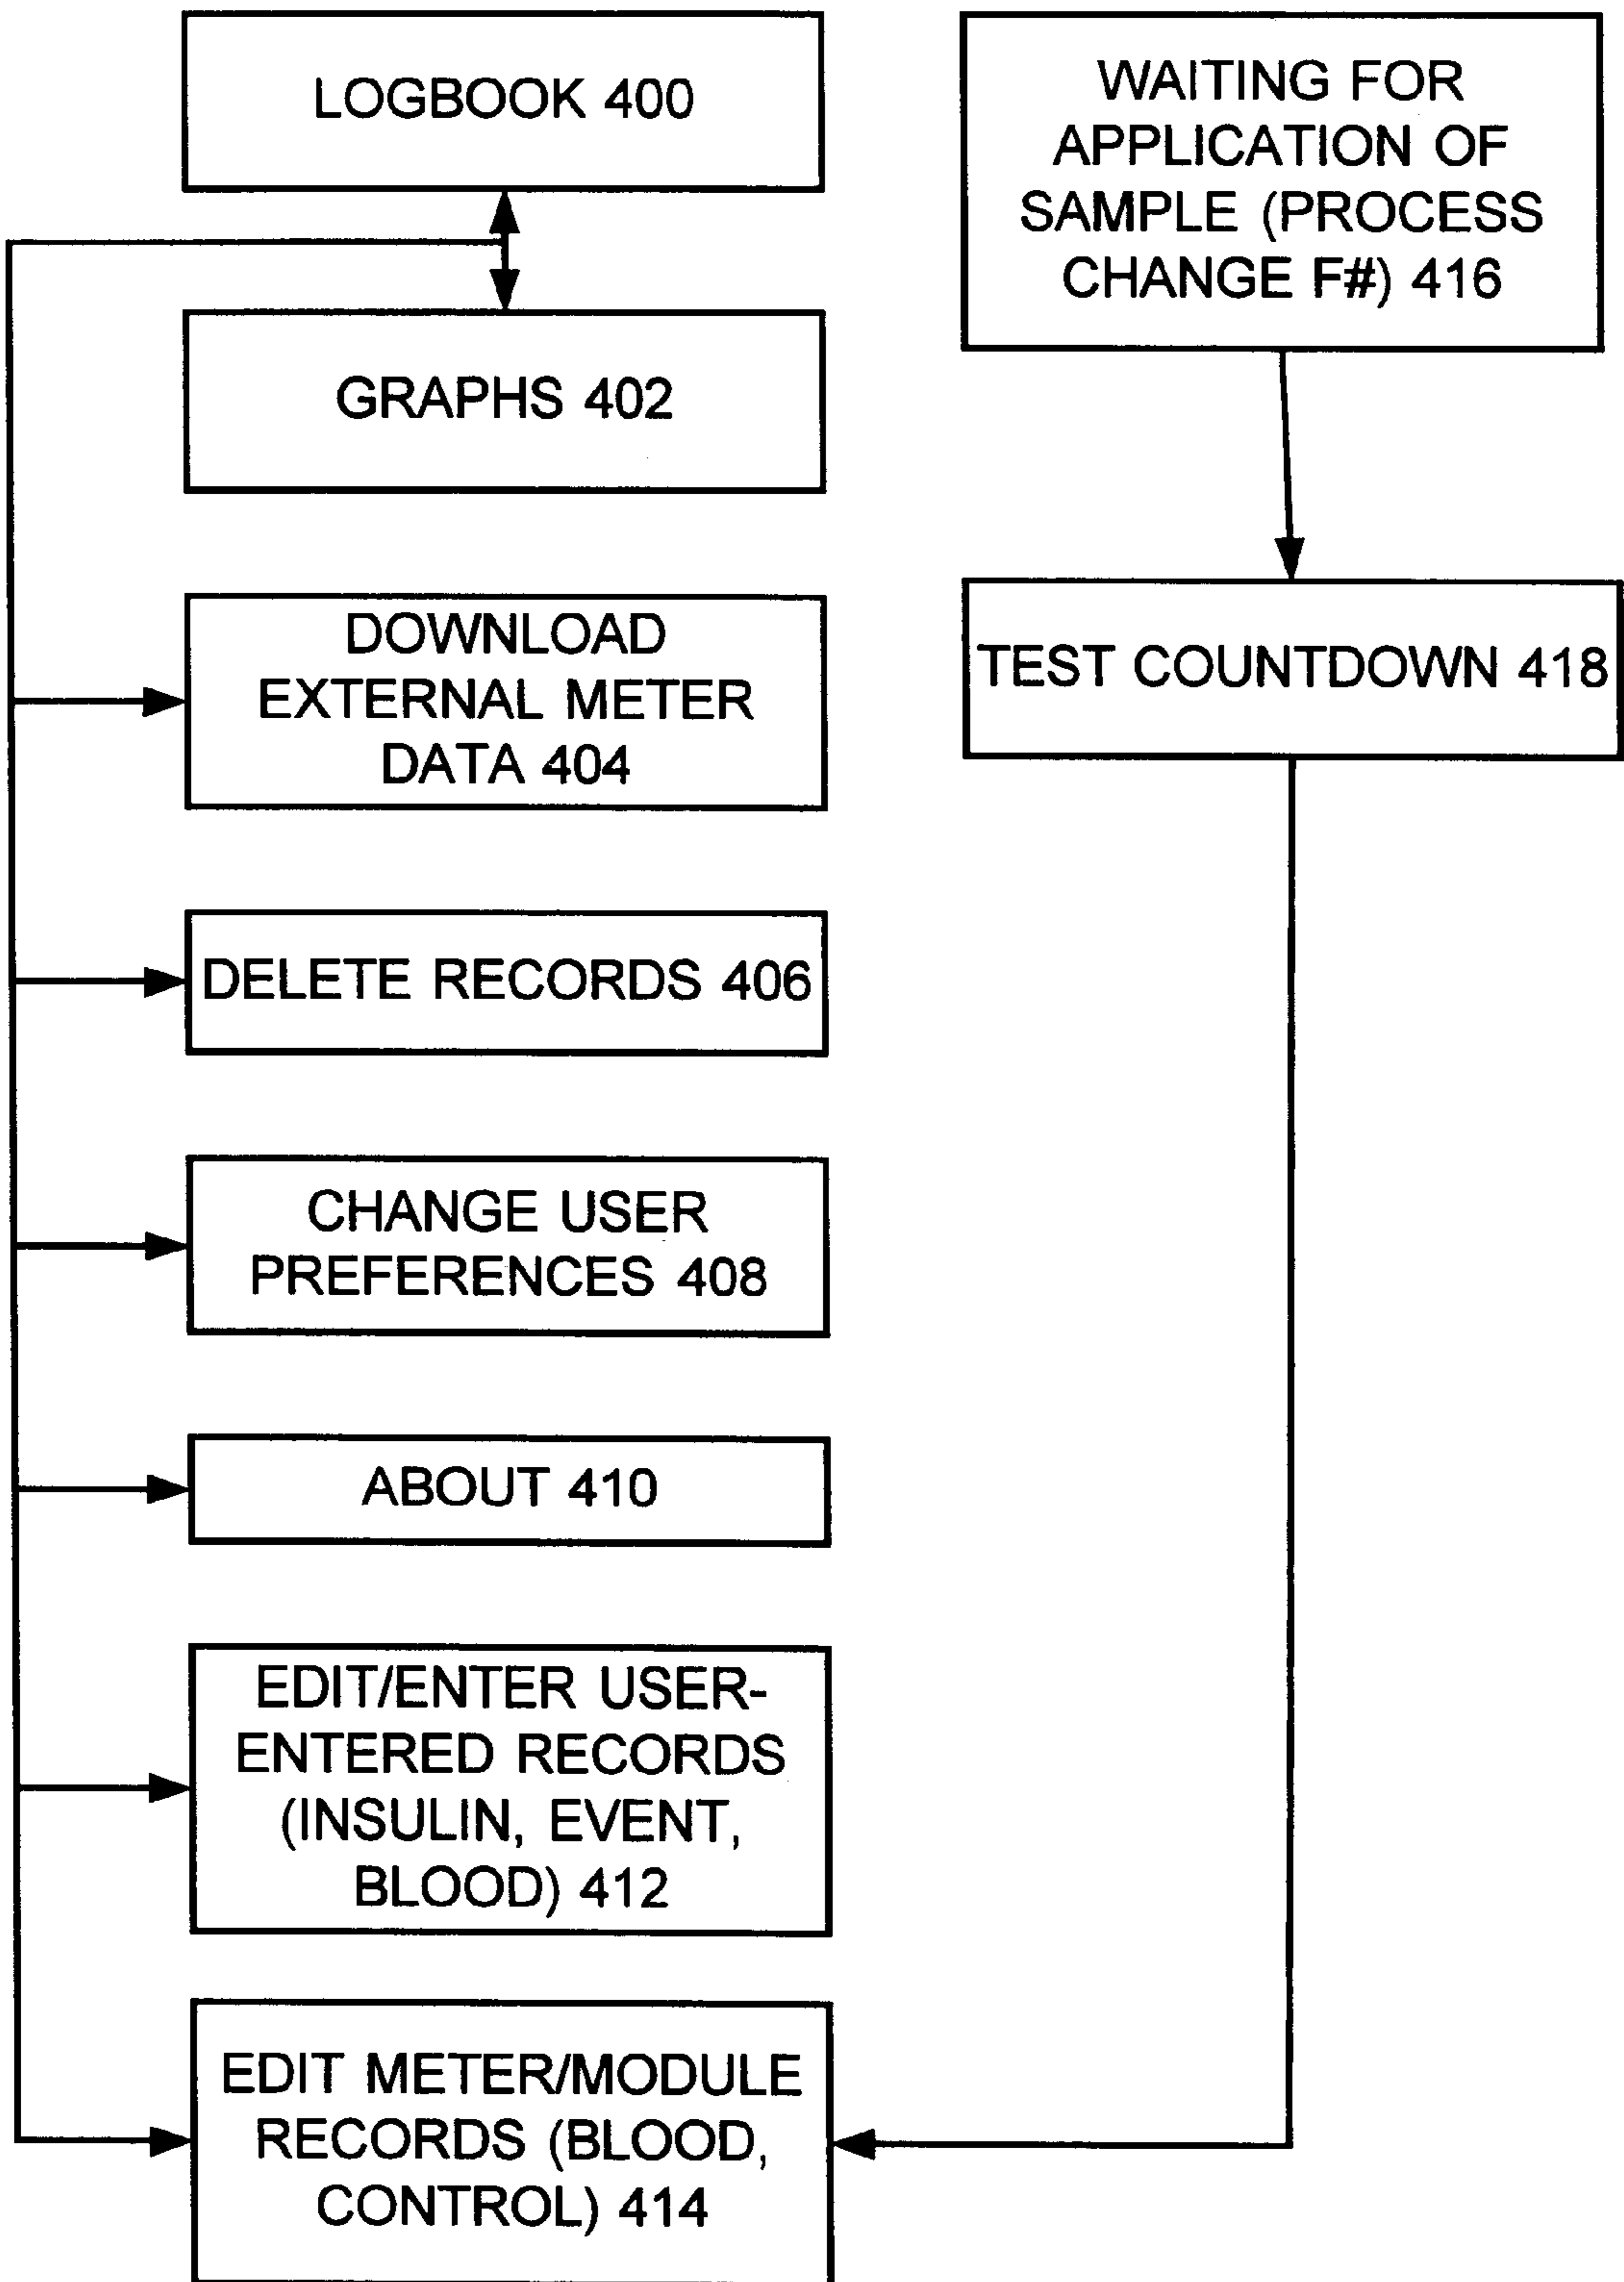 LOGBOOK 400
GRAPHS 402
DOWNLOAD
EXTERNAL METER
DATA 404
DELETE RECORDS 406
CHANGE USER
PREFERENCES 408
ABOUT 410
EDIT/ENTER USER-
ENTERED RECORDS
(INSULIN, EVENT,
BLOOD) 412
EDIT METER/MODULE
RECORDS (BLOOD,
CONTROL) 414
WAITING FOR
APPLICATION OF
SAMPLE (PROCESS
CHANGE F#) 416
TEST COUNTDOWN 418